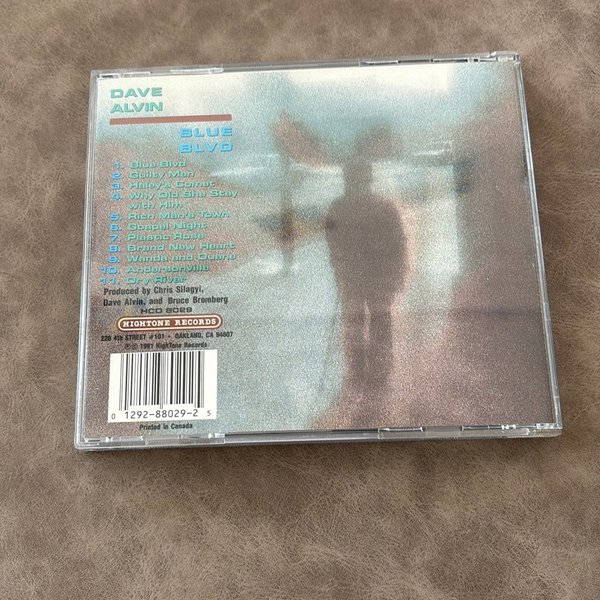 DAVE
ALVIN
BLUE
BLVD
1. Blue Blvd
2. Guilty Man
3. Haley's Comet
4. Why Did She Stay
with Him
5. Rich Man's Town
6. Gospel Night
7. Plastic Rose
8. Brand New Heart
9. Wanda and Duane
10. Andersonville
11. Dry River
Produced by Chris Silagyi,
Dave Alvin, and Bruce Bromberg
HCD 8029
HIGHTONE RECORDS
220 4th STREET #101 • OAKLAND, CA 94607
℗© 1991 HighTone Records
0 1292-88029-2 5
Printed in Canada